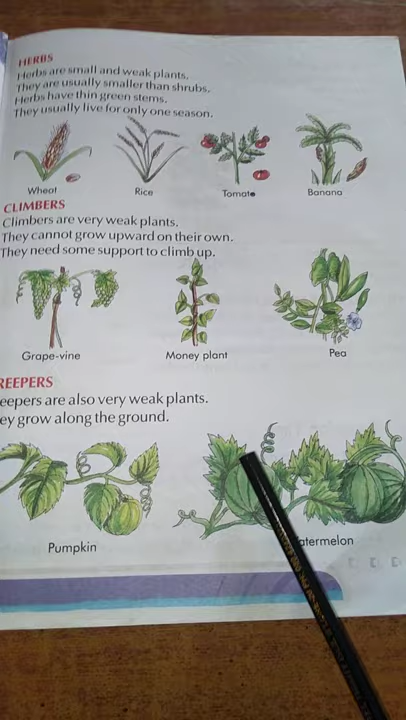 HERBS
Herbs are small and weak plants.
They are usually smaller than shrubs.
Herbs have thin green stems.
They usually live for only one season.
Wheat
Rice
Tomato
Banana
CLIMBERS
Climbers are very weak plants.
They cannot grow upward on their own.
They need some support to climb up.
Grape-vine
Money plant
Pea
REEPERS
eepers are also very weak plants.
ey grow along the ground.
Pumpkin
atermelon